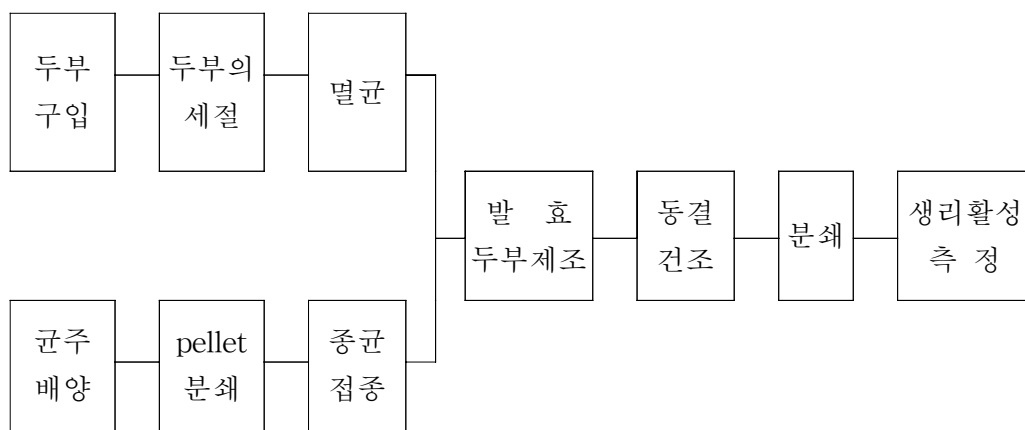 두부
구입
두부의
세절
멸균
발 효
두부제조
동결
건조
분쇄
생리활성
측 정
균주
배양
pellet
분쇄
종균
접종